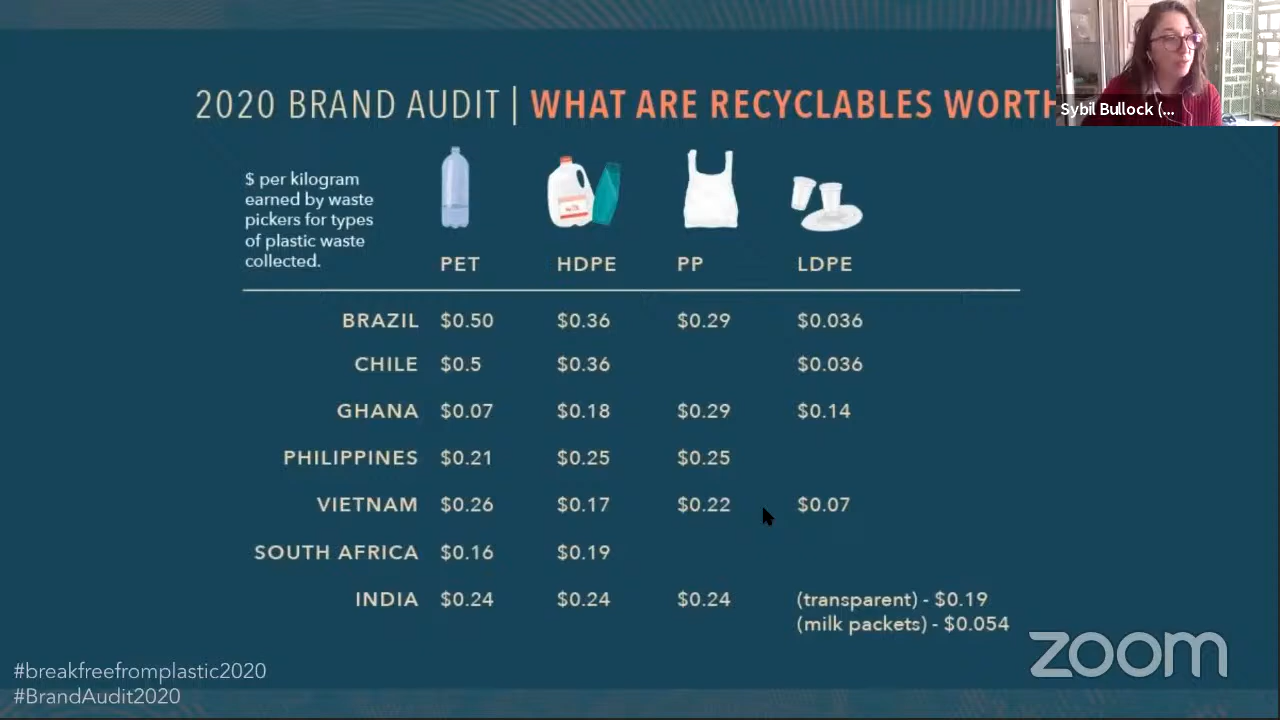 2020 BRAND AUDIT | WHAT ARE RECYCLABLES WORTH
Sybil Bullock (...
$ per kilogram
earned by waste
pickers for types
of plastic waste
collected.
PET HDPE PP LDPE
BRAZIL $0.50 $0.36 $0.29 $0.036
CHILE $0.5 $0.36 $0.036
GHANA $0.07 $0.18 $0.29 $0.14
PHILIPPINES $0.21 $0.25 $0.25
VIETNAM $0.26 $0.17 $0.22 $0.07
SOUTH AFRICA $0.16 $0.19
INDIA $0.24 $0.24 $0.24 (transparent) - $0.19
(milk packets) - $0.054
zoom
#breakfreefromplastic2020
#BrandAudit2020